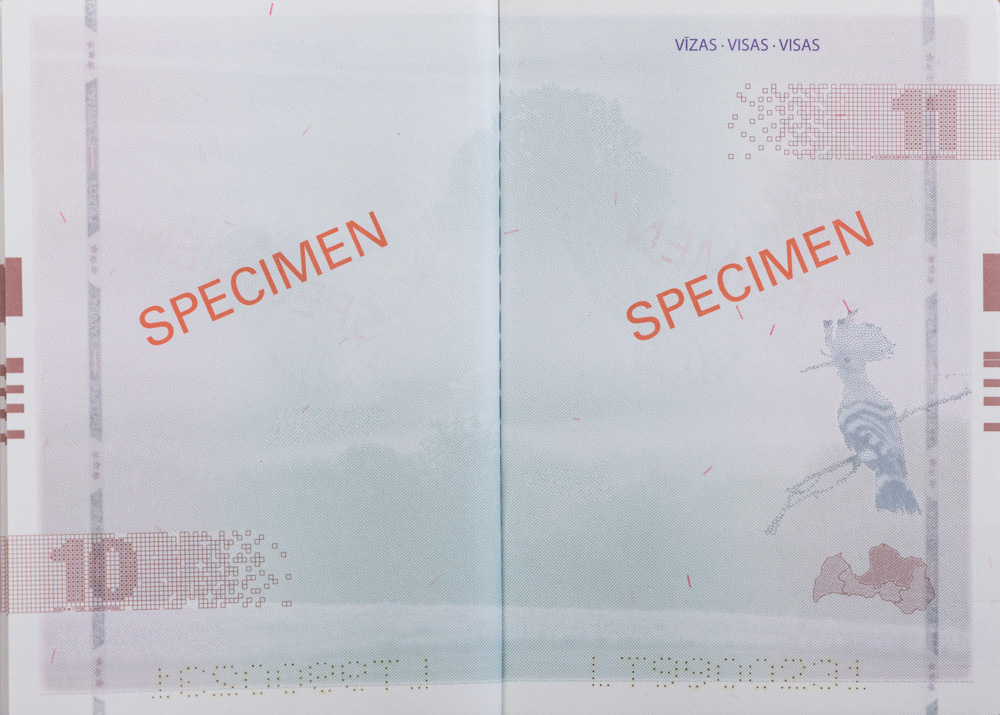 VĪZAS · VISAS · VISAS
11
SPECIMEN
SPECIMEN
10